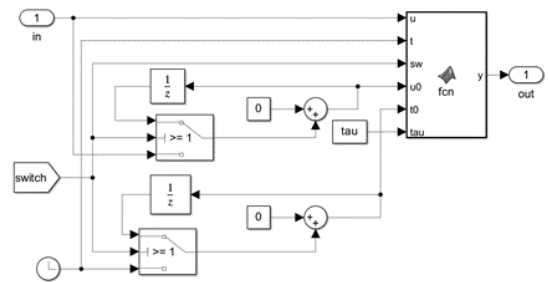 1
in
u
t
sw
u0
t0
tau
fcn
y
1
out
1
z
0
>= 1
tau
switch
1
z
0
>= 1